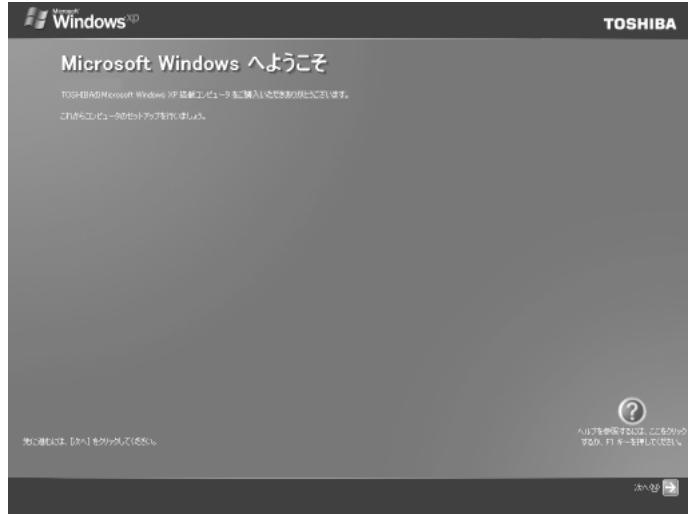 Microsoft
Windows xp
TOSHIBA
Microsoft Windows へようこそ
TOSHIBAのMicrosoft Windows XP 搭載コンピュータをご購入いただきありがとうございます。
これからコンピュータのセットアップを行いましょう。
ヘルプを参照するには、ここをクリック
するか、F1 キーを押してください。
先に進むには、[次へ] をクリックしてください。
次へ(N)